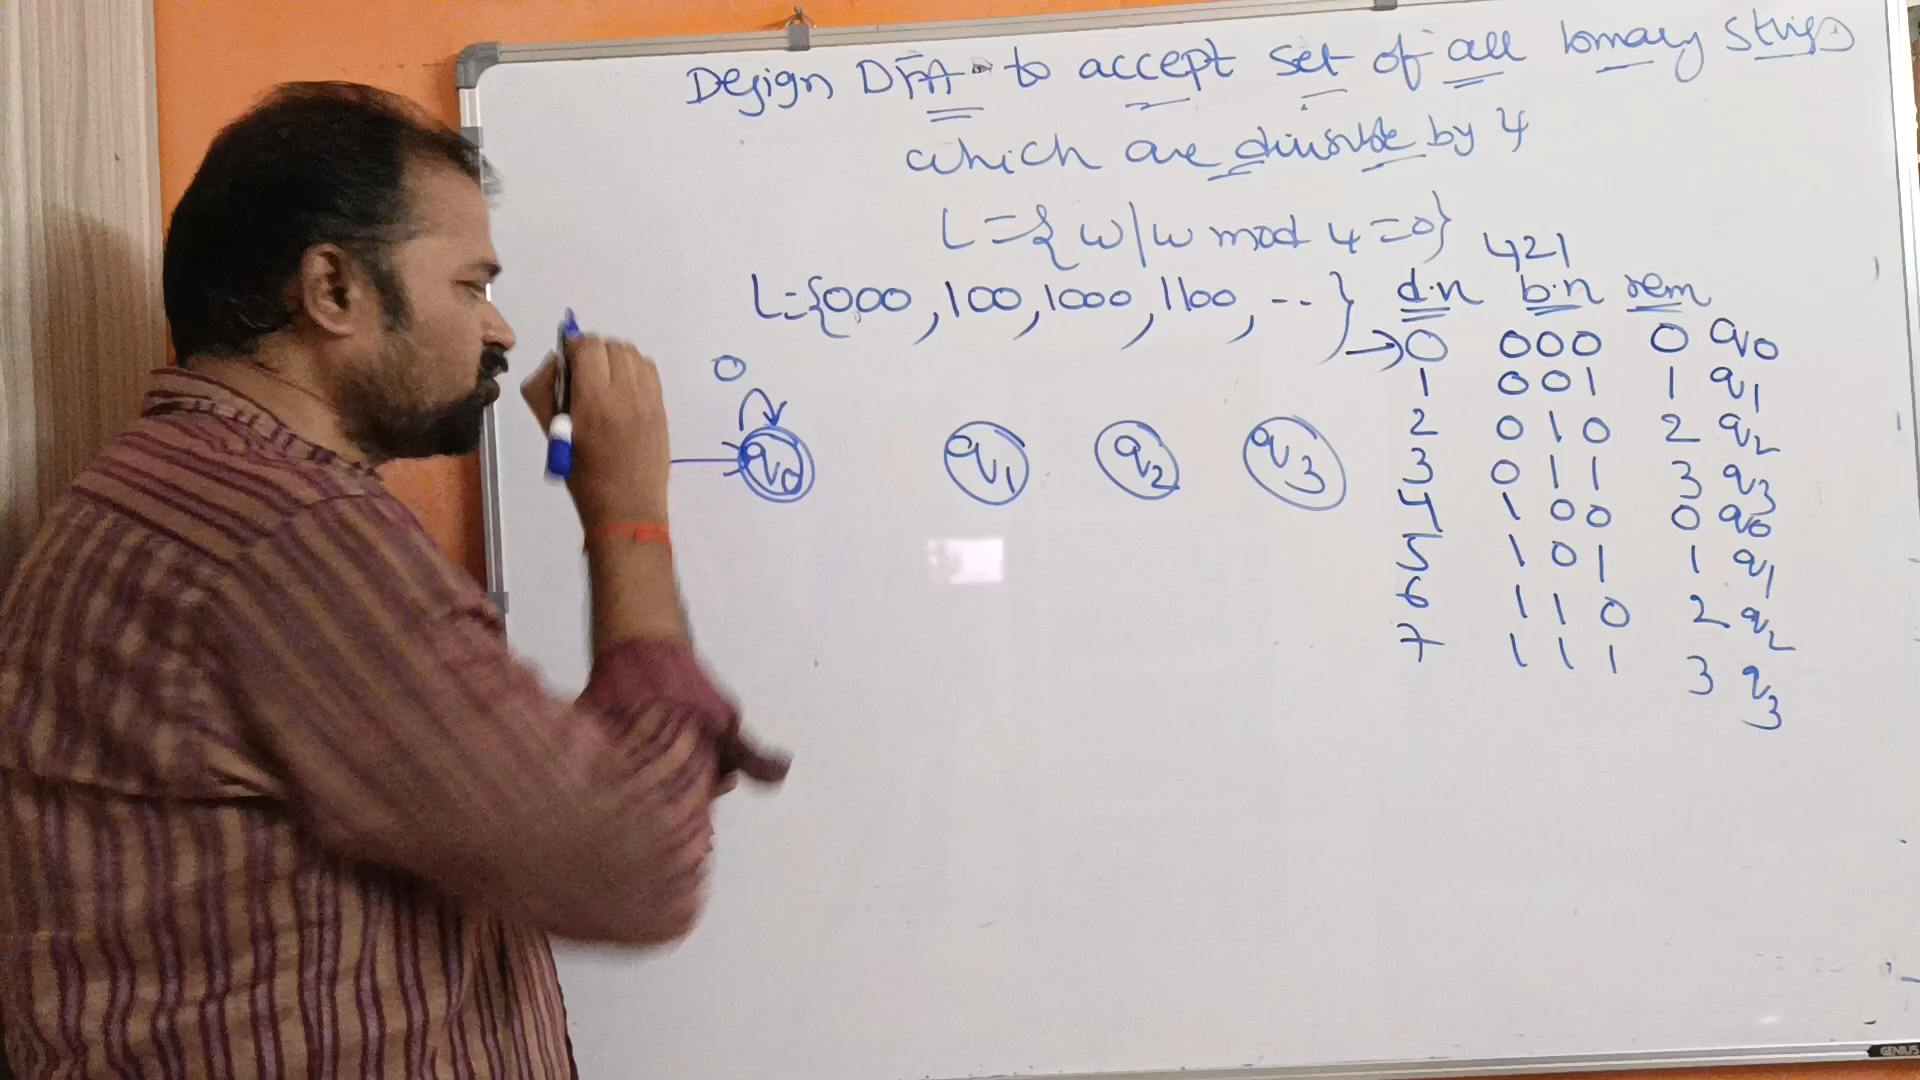 Design DFA to accept set of all binary strings
which are divisible by 4
L={w/w mod 4=0}
421
L={000,100,1000,1100,--}
d.n b.n rem
→0 000 0 q0
1 001 1 q1
2 010 2 q2
3 011 3 q3
4 100 0 q0
5 101 1 q1
6 110 2 q2
7 111 3 q3
0
q0 q1 q2 q3
GENIUS